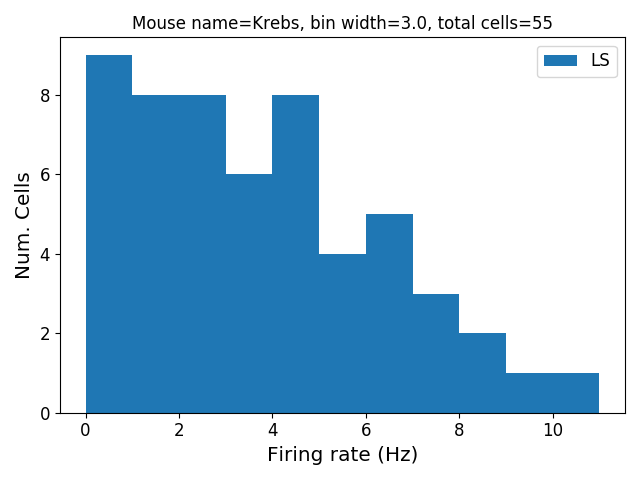 Mouse name=Krebs, bin width=3.0, total cells=55
LS
Num. Cells
8
6
4
2
0
0 2 4 6 8 10
Firing rate (Hz)